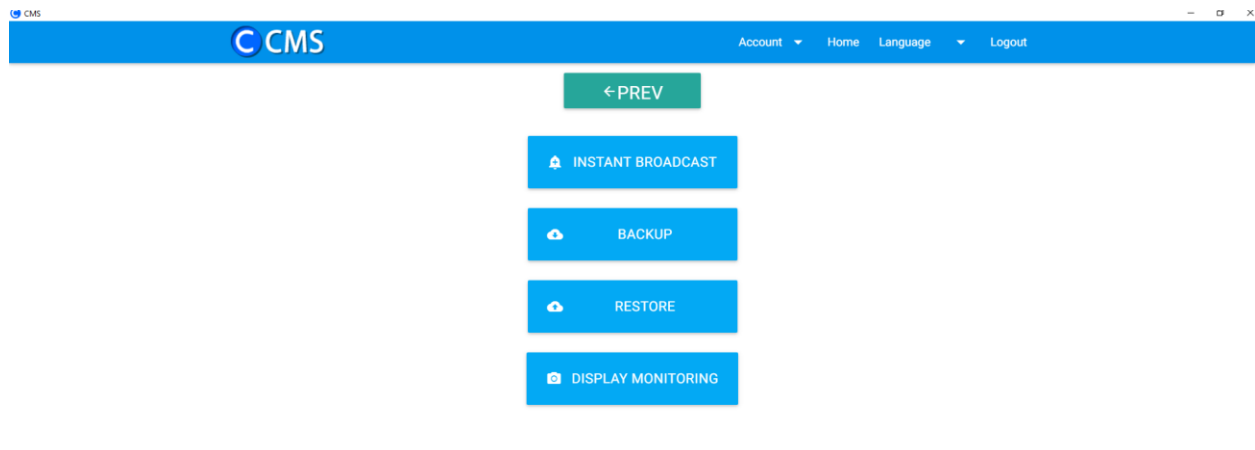 CMS
C CMS
Account Home Language Logout
PREV
INSTANT BROADCAST
BACKUP
RESTORE
DISPLAY MONITORING